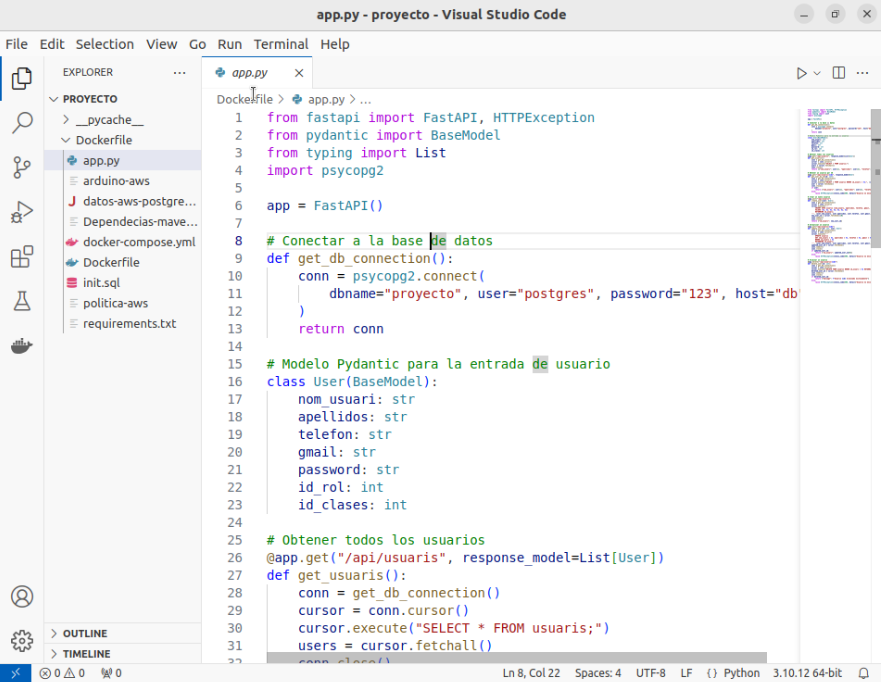 app.py - proyecto - Visual Studio Code
File Edit Selection View Go Run Terminal Help
EXPLORER
PROYECTO
__pycache__
Dockerfile
app.py
arduino-aws
datos-aws-postgre...
Dependecias-mave...
docker-compose.yml
Dockerfile
init.sql
politica-aws
requirements.txt
OUTLINE
TIMELINE
app.py
Dockerfile > app.py > ...
1 from fastapi import FastAPI, HTTPException
2 from pydantic import BaseModel
3 from typing import List
4 import psycopg2
5
6 app = FastAPI()
7
8 # Conectar a la base de datos
9 def get_db_connection():
10 conn = psycopg2.connect(
11 dbname="proyecto", user="postgres", password="123", host="db
12 )
13 return conn
14
15 # Modelo Pydantic para la entrada de usuario
16 class User(BaseModel):
17 nom_usuari: str
18 apellidos: str
19 telefon: str
20 gmail: str
21 password: str
22 id_rol: int
23 id_clases: int
24
25 # Obtener todos los usuarios
26 @app.get("/api/usuaris", response_model=List[User])
27 def get_usuaris():
28 conn = get_db_connection()
29 cursor = conn.cursor()
30 cursor.execute("SELECT * FROM usuaris;")
31 users = cursor.fetchall()
32 conn.close()
0 0 0 Ln 8, Col 22 Spaces: 4 UTF-8 LF {} Python 3.10.12 64-bit